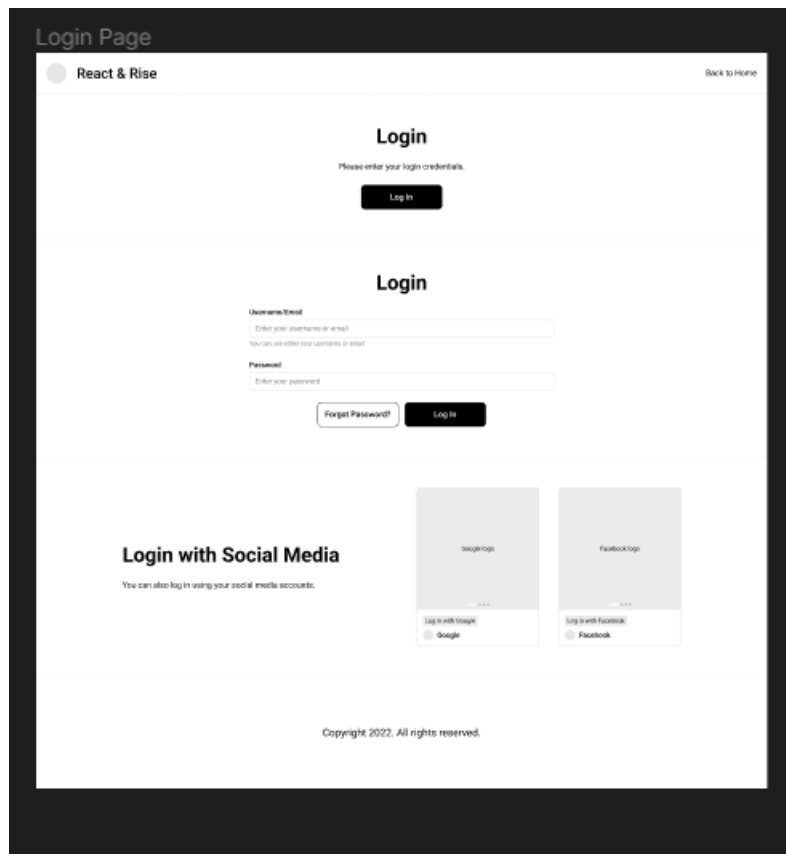 Login Page
React & Rise
Back to Home
Login
Please enter your login credentials.
Log In
Login
Username/Email
Enter your username or email
You can use either your username or email
Password
Enter your password
Forgot Password?
Log In
Login with Social Media
You can also log in using your social media accounts.
Google logo
Facebook logo
Log in with Google
Google
Log in with Facebook
Facebook
Copyright 2022. All rights reserved.